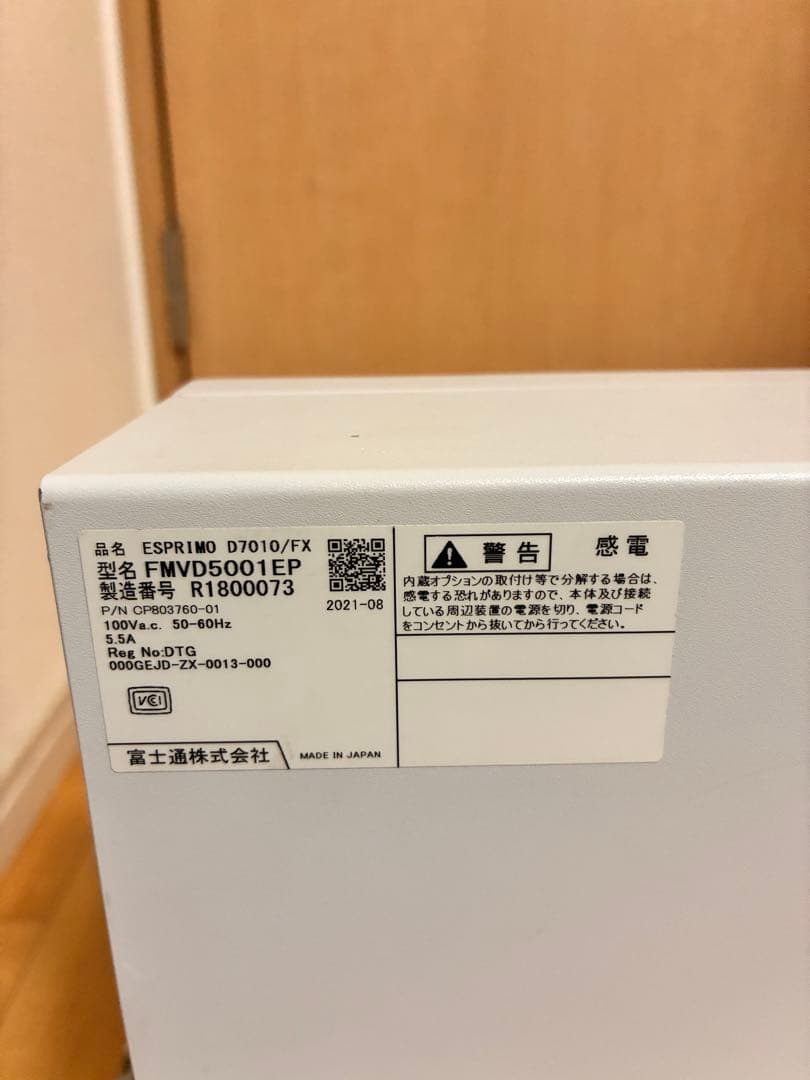 品名 ESPRIMO D7010/FX
型名 FMVD5001EP
製造番号 R1800073
P/N CP803760-01
2021-08
100Va.c. 50-60Hz
5.5A
Reg No:DTG
000GEJD-ZX-0013-000
VCCI
富士通株式会社
MADE IN JAPAN
警告 感電
内蔵オプションの取付け等で分解する場合は、
感電する恐れがありますので、本体及び接続
している周辺装置の電源を切り、電源コード
をコンセントから抜いてから行ってください。